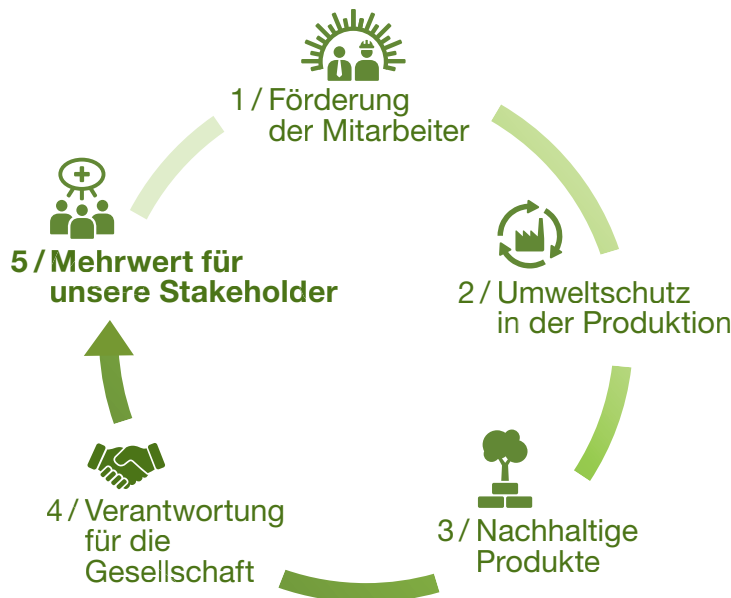 1 / Förderung
der Mitarbeiter
2 / Umweltschutz
in der Produktion
3 / Nachhaltige
Produkte
4 / Verantwortung
für die
Gesellschaft
5 / Mehrwert für
unsere Stakeholder